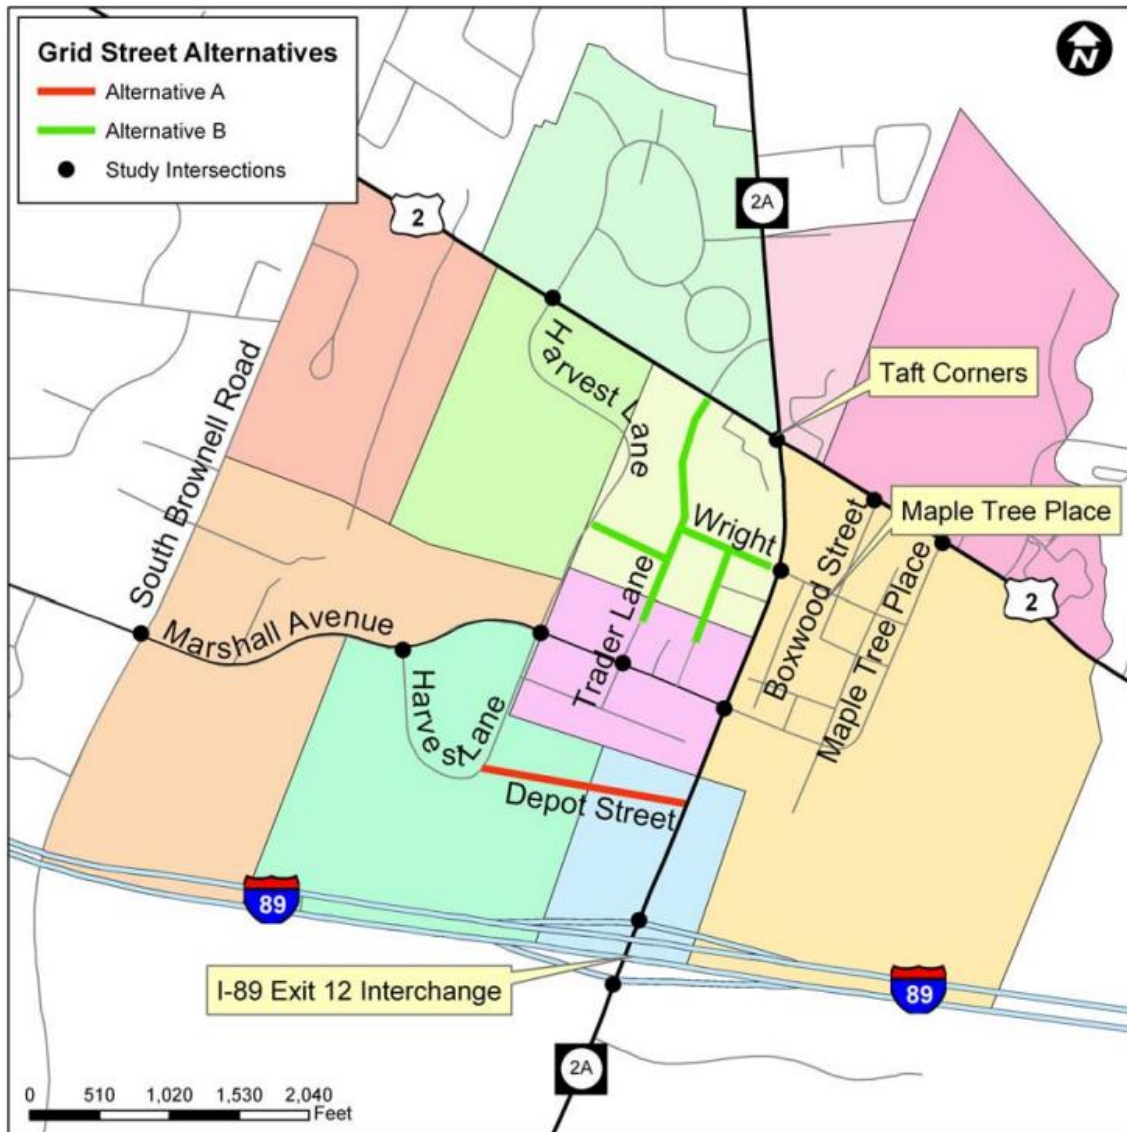 Grid Street Alternatives
Alternative A
Alternative B
Study Intersections
N
2
2A
Harvest Lane
Taft Corners
South Brownell Road
Wright
Maple Tree Place
Boxwood Street
Maple Tree Place
2
Marshall Avenue
Trader Lane
Harvest Lane
Depot Street
89
I-89 Exit 12 Interchange
89
2A
0 510 1,020 1,530 2,040
Feet